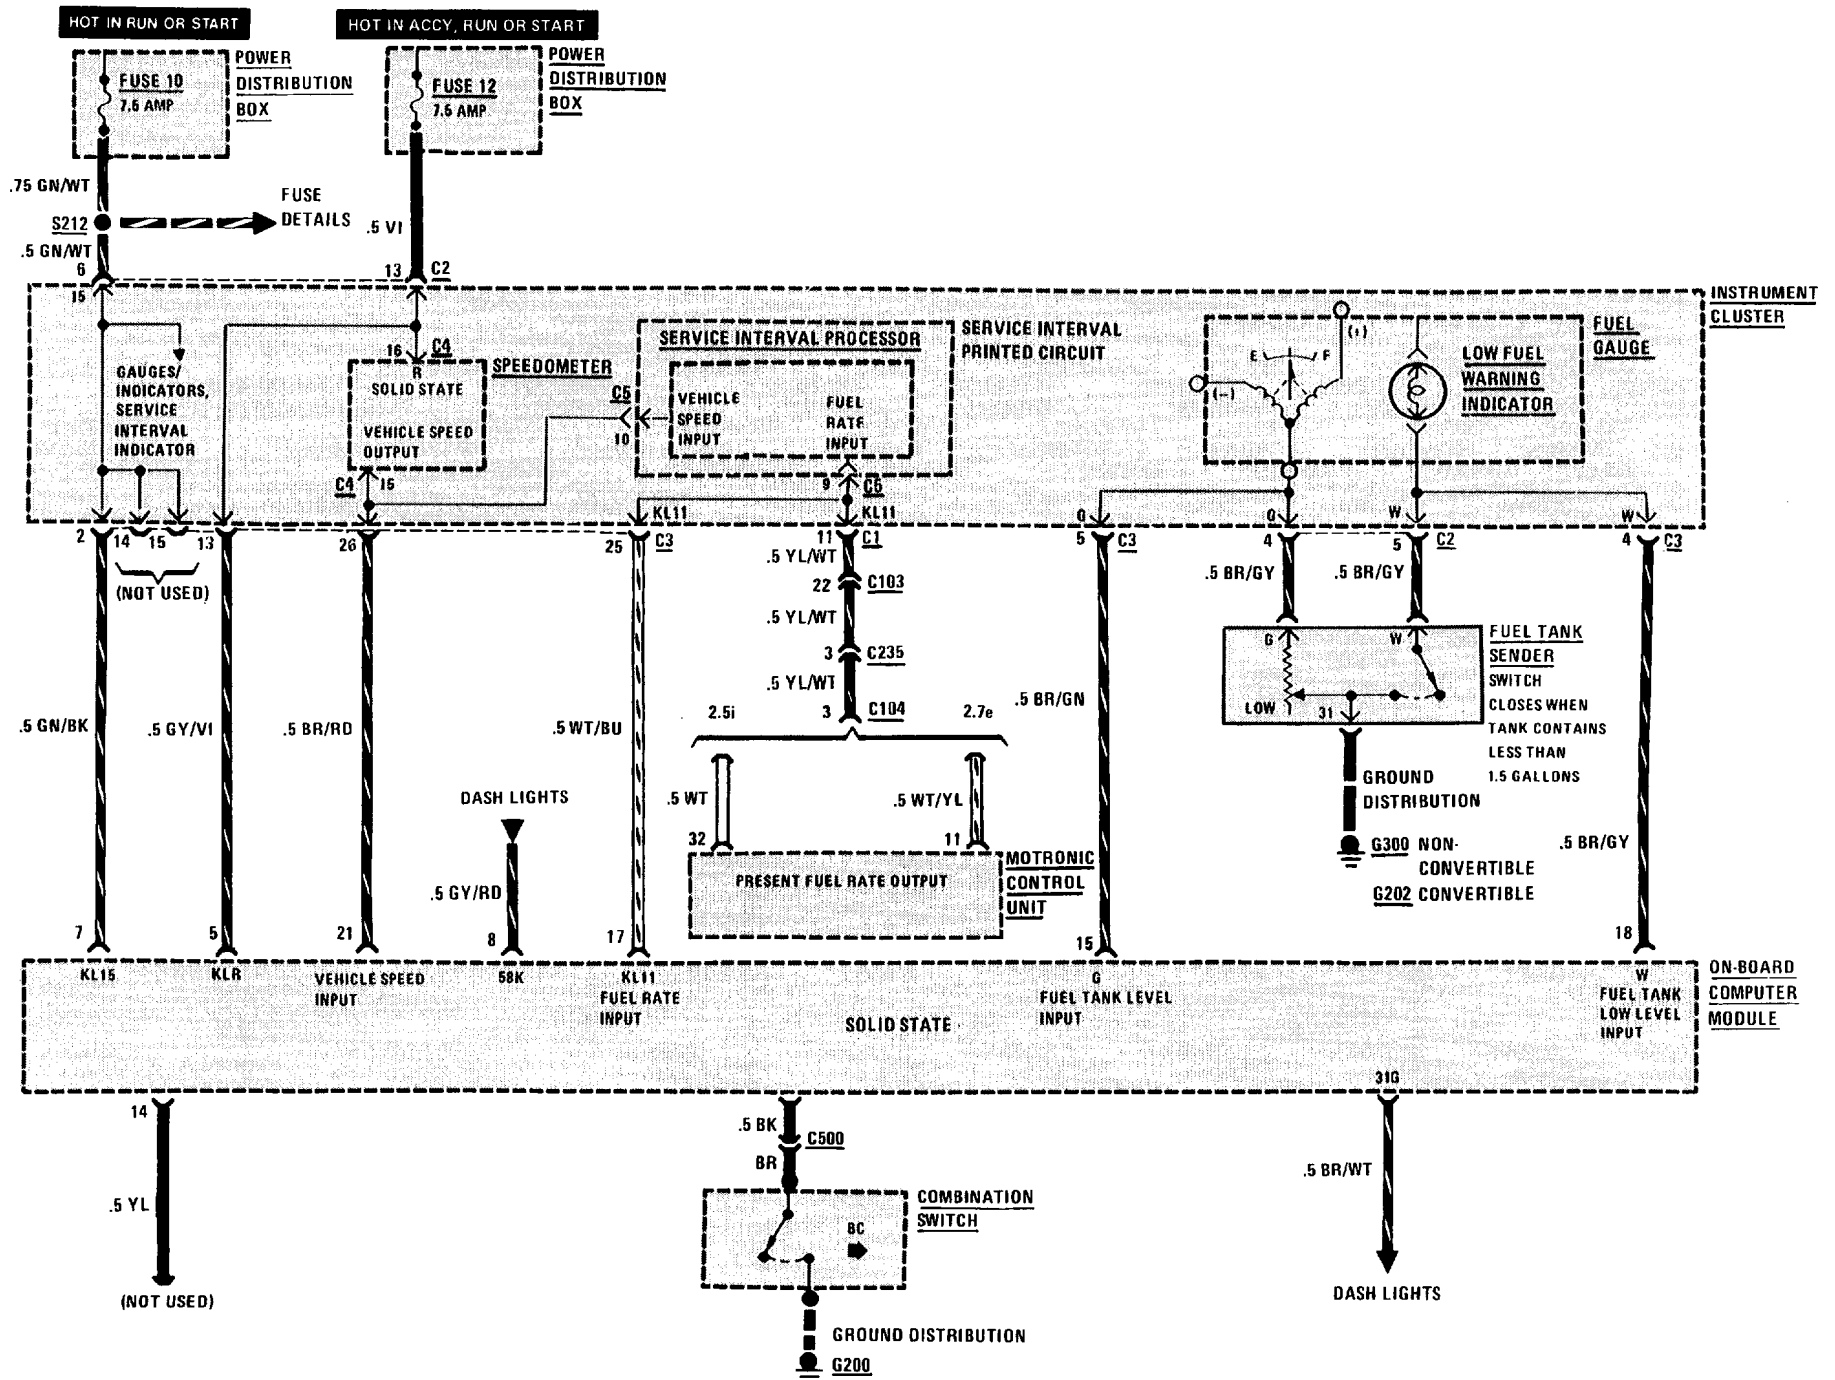 HOT IN RUN OR START
HOT IN ACCY, RUN OR START
FUSE 10
7.5 AMP
POWER
DISTRIBUTION
BOX
FUSE 12
7.5 AMP
POWER
DISTRIBUTION
BOX
.75 GN/WT
S212
FUSE
DETAILS
.5 GN/WT
.5 VI
6
13 C2
INSTRUMENT
CLUSTER
15
GAUGES/
INDICATORS,
SERVICE
INTERVAL
INDICATOR
16 C4
R
SOLID STATE
VEHICLE SPEED
OUTPUT
SPEEDOMETER
C4 15
C5
10
SERVICE INTERVAL PROCESSOR
VEHICLE
SPEED
INPUT
FUEL
RATE
INPUT
SERVICE INTERVAL
PRINTED CIRCUIT
9 C5
KL11
KL11
E F
(+)
(-)
LOW FUEL
WARNING
INDICATOR
FUEL
GAUGE
G
G
W
W
2
14
15
13
(NOT USED)
26
25 C3
11 C1
5 C3
4
5 C2
4 C3
.5 YL/WT
22 C103
.5 YL/WT
3 C235
.5 YL/WT
3 C104
2.5i
2.7e
.5 BR/GY
.5 BR/GY
G
W
LOW
31
FUEL TANK
SENDER
SWITCH
CLOSES WHEN
TANK CONTAINS
LESS THAN
1.5 GALLONS
.5 GN/BK
.5 GY/VI
.5 BR/RD
.5 WT/BU
.5 BR/GN
GROUND
DISTRIBUTION
G300 NON-
CONVERTIBLE
G202 CONVERTIBLE
.5 BR/GY
DASH LIGHTS
.5 GY/RD
.5 WT
.5 WT/YL
32
11
PRESENT FUEL RATE OUTPUT
MOTRONIC
CONTROL
UNIT
7
5
21
8
17
15
18
KL15
KLR
VEHICLE SPEED
INPUT
58K
KL11
FUEL RATE
INPUT
SOLID STATE
G
FUEL TANK LEVEL
INPUT
W
FUEL TANK
LOW LEVEL
INPUT
ON-BOARD
COMPUTER
MODULE
31G
14
.5 YL
(NOT USED)
.5 BK
C500
BR
COMBINATION
SWITCH
BC
GROUND DISTRIBUTION
G200
.5 BR/WT
DASH LIGHTS